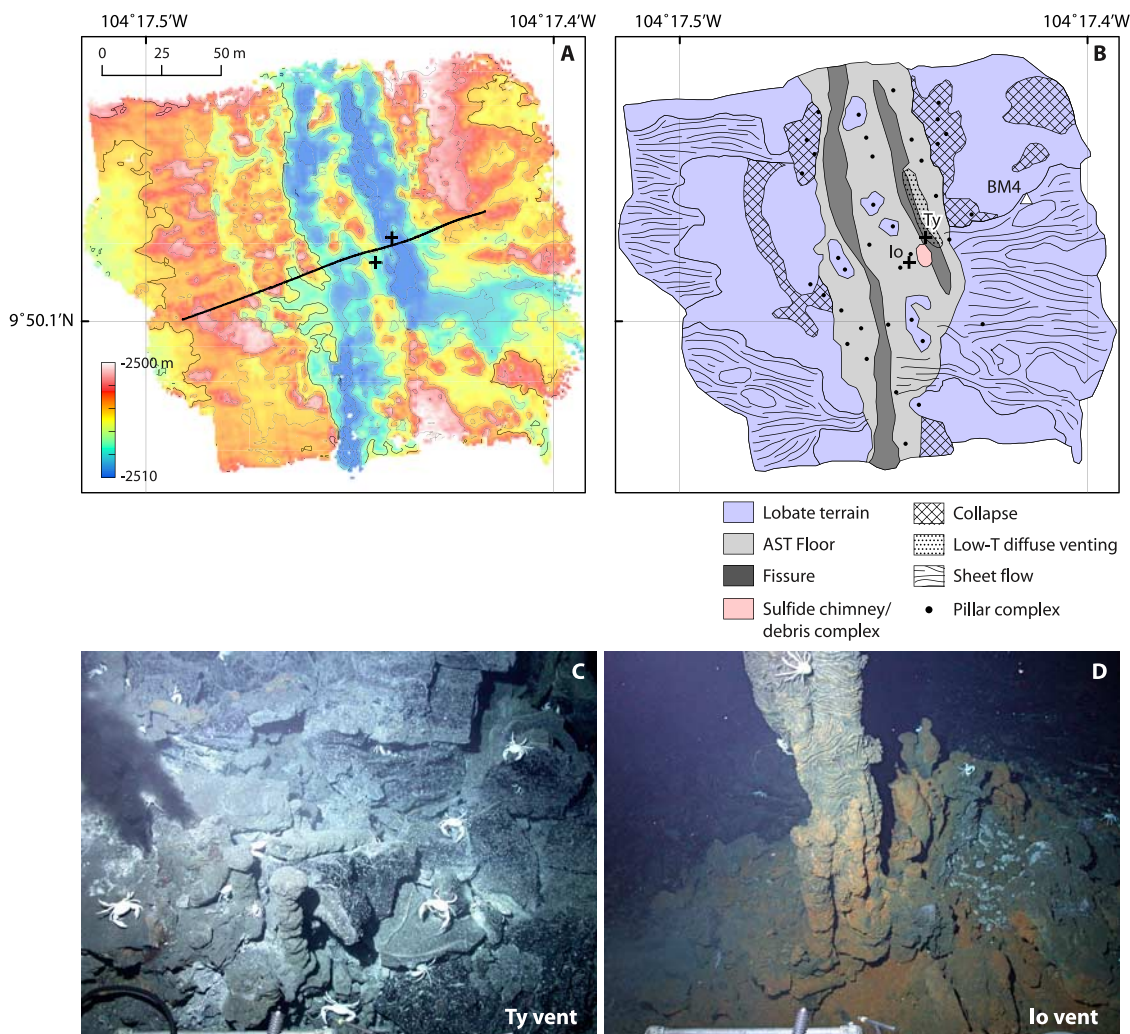 104°17.5'W
104°17.4'W
104°17.5'W
104°17.4'W
0 25 50 m
A
B
BM4
Ty
Io
9°50.1'N
-2500 m
-2510
Lobate terrain
AST Floor
Fissure
Sulfide chimney/
debris complex
Collapse
Low-T diffuse venting
Sheet flow
Pillar complex
C
Ty vent
D
Io vent